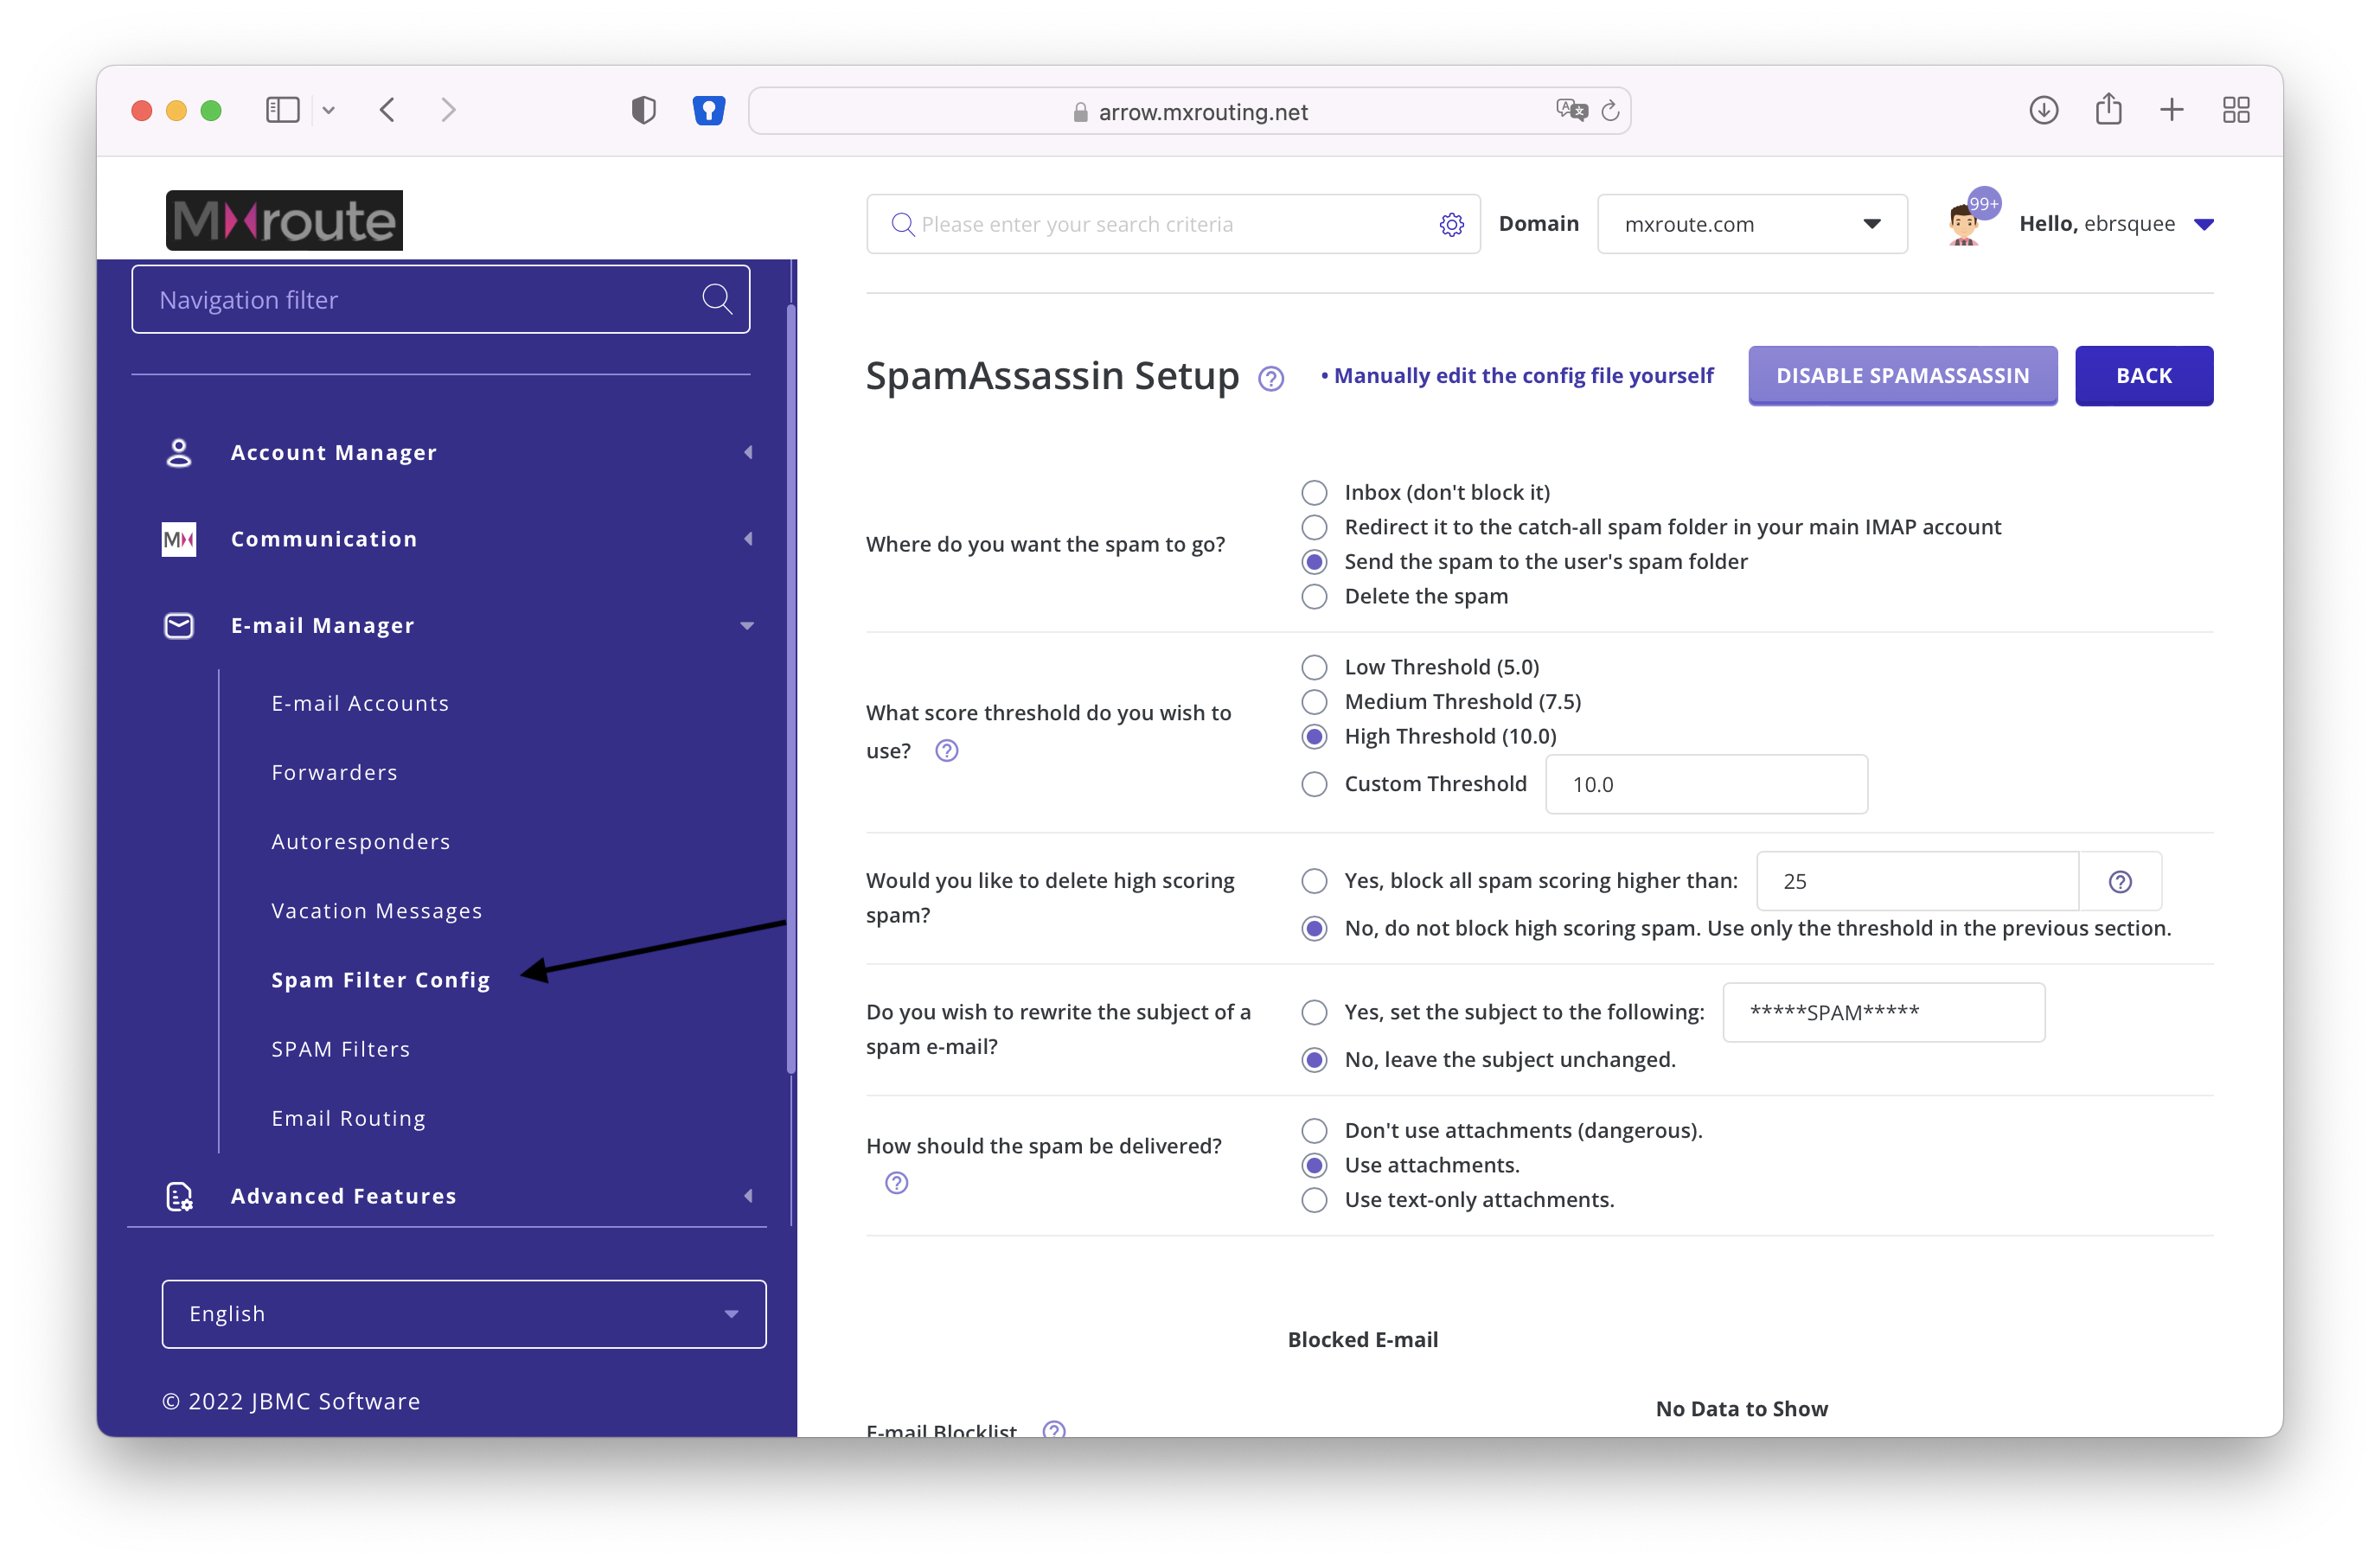 arrow.mxrouting.net
MXroute
Please enter your search criteria
Domain
mxroute.com
99+
Hello, ebrsquee
Navigation filter
Account Manager
MX
Communication
E-mail Manager
E-mail Accounts
Forwarders
Autoresponders
Vacation Messages
Spam Filter Config
SPAM Filters
Email Routing
Advanced Features
English
© 2022 JBMC Software
SpamAssassin Setup
• Manually edit the config file yourself
DISABLE SPAMASSASSIN
BACK
Where do you want the spam to go?
Inbox (don't block it)
Redirect it to the catch-all spam folder in your main IMAP account
Send the spam to the user's spam folder
Delete the spam
What score threshold do you wish to
use?
Low Threshold (5.0)
Medium Threshold (7.5)
High Threshold (10.0)
Custom Threshold
10.0
Would you like to delete high scoring
spam?
Yes, block all spam scoring higher than:
25
No, do not block high scoring spam. Use only the threshold in the previous section.
Do you wish to rewrite the subject of a
spam e-mail?
Yes, set the subject to the following:
*****SPAM*****
No, leave the subject unchanged.
How should the spam be delivered?
Don't use attachments (dangerous).
Use attachments.
Use text-only attachments.
Blocked E-mail
No Data to Show
E-mail Blocklist